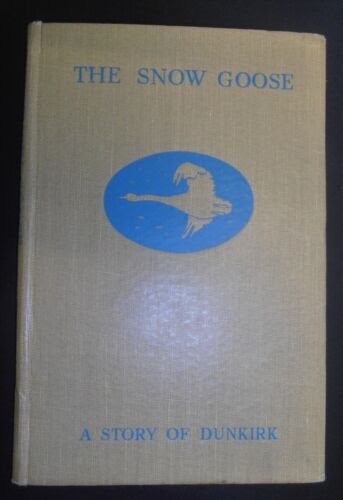 THE SNOW GOOSE
A STORY OF DUNKIRK